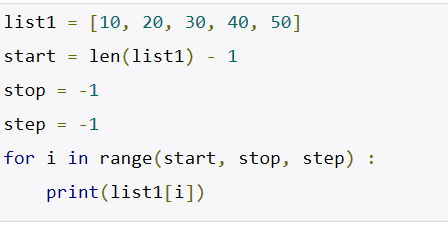 list1 = [10, 20, 30, 40, 50]
start = len(list1) - 1
stop = -1
step = -1
for i in range(start, stop, step) :
    print(list1[i])